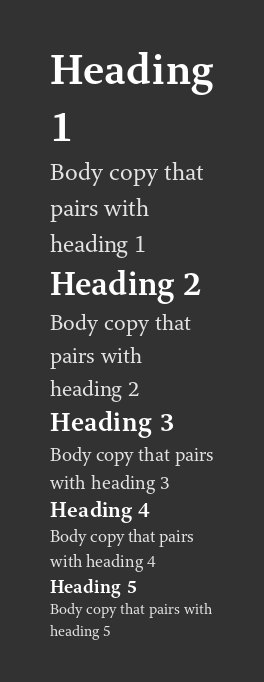 Heading
1
Body copy that
pairs with
heading 1
Heading 2
Body copy that
pairs with
heading 2
Heading 3
Body copy that pairs
with heading 3
Heading 4
Body copy that pairs
with heading 4
Heading 5
Body copy that pairs with
heading 5